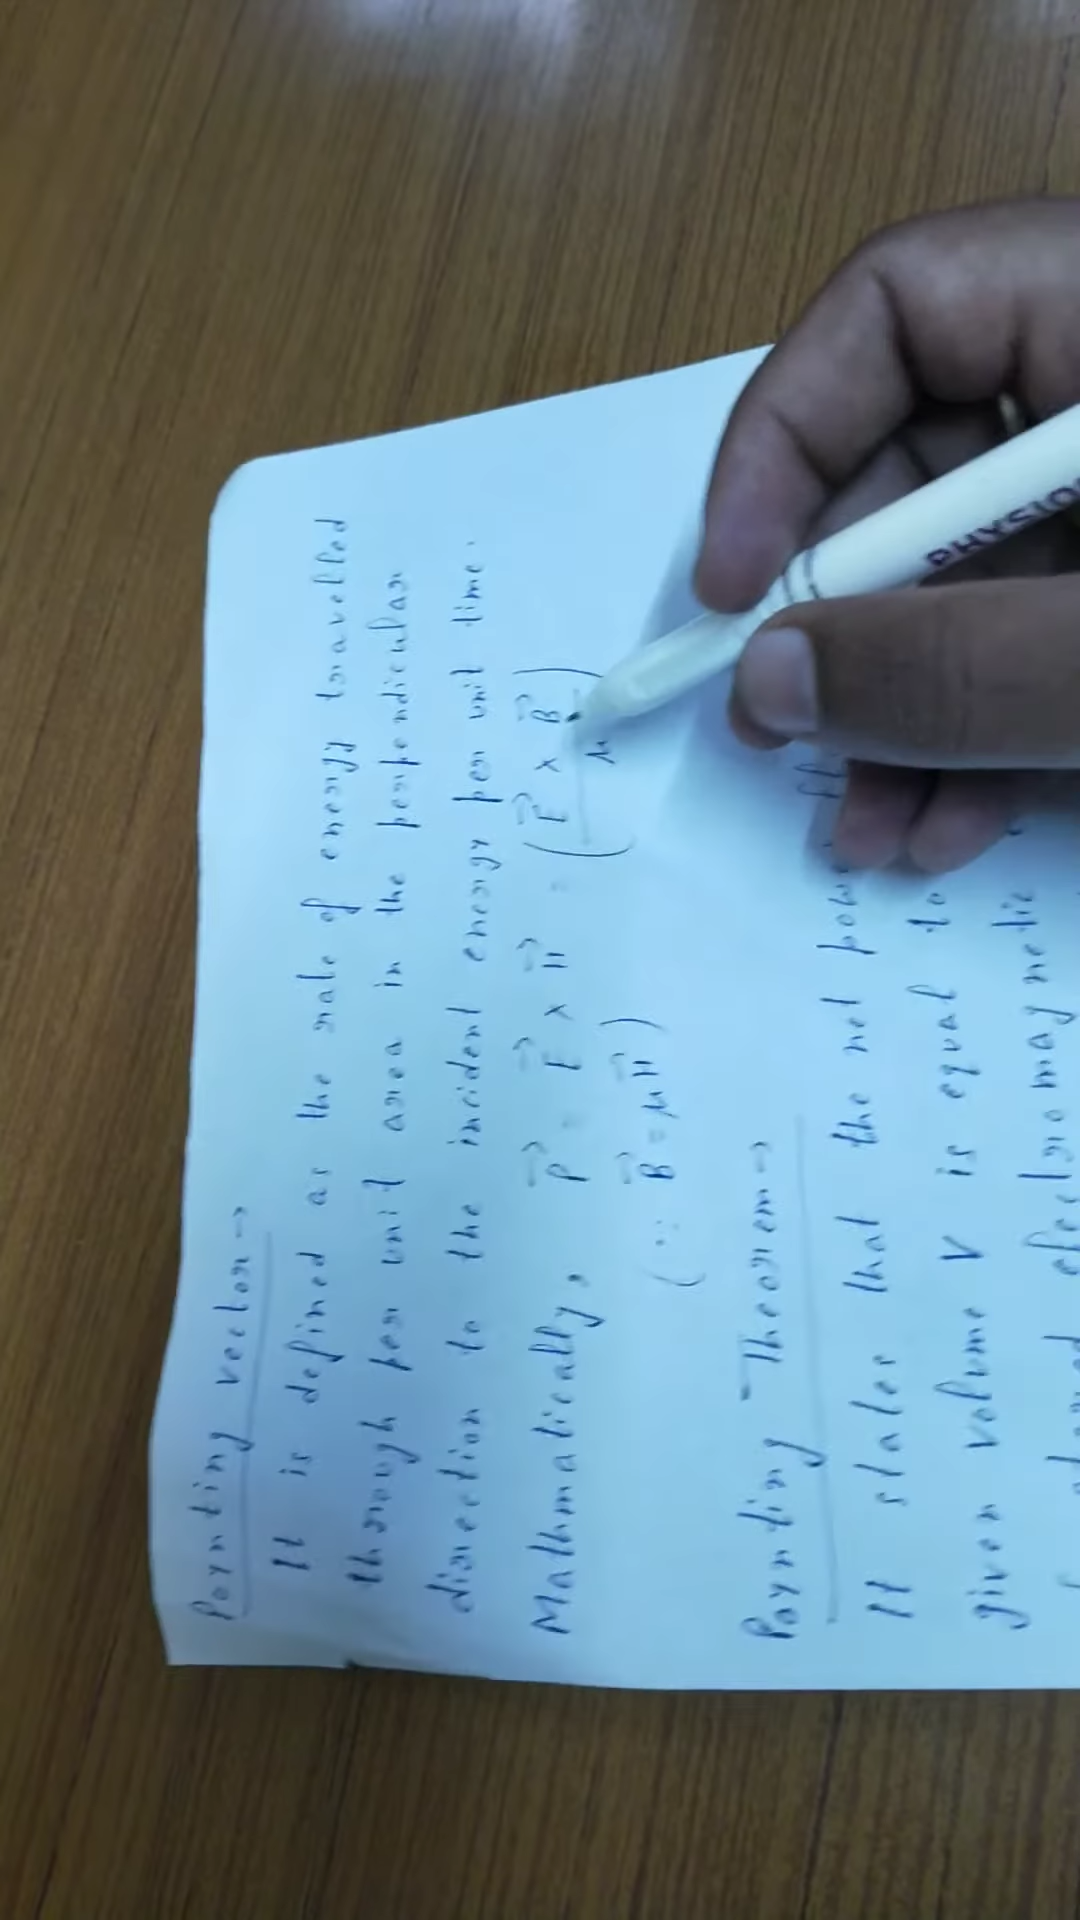 Poynting vector→
It is defined as the rate of energy travelled
through per unit area in the perpendicular
direction to the incident energy per unit time.
Mathmatically, P⃗ = E⃗ × H⃗ = (E⃗ × B⃗ / μ)
(∵ B⃗ = μH⃗)
Poynting Theorem→
It states that the net
given volume V is equal to
PHYSIO